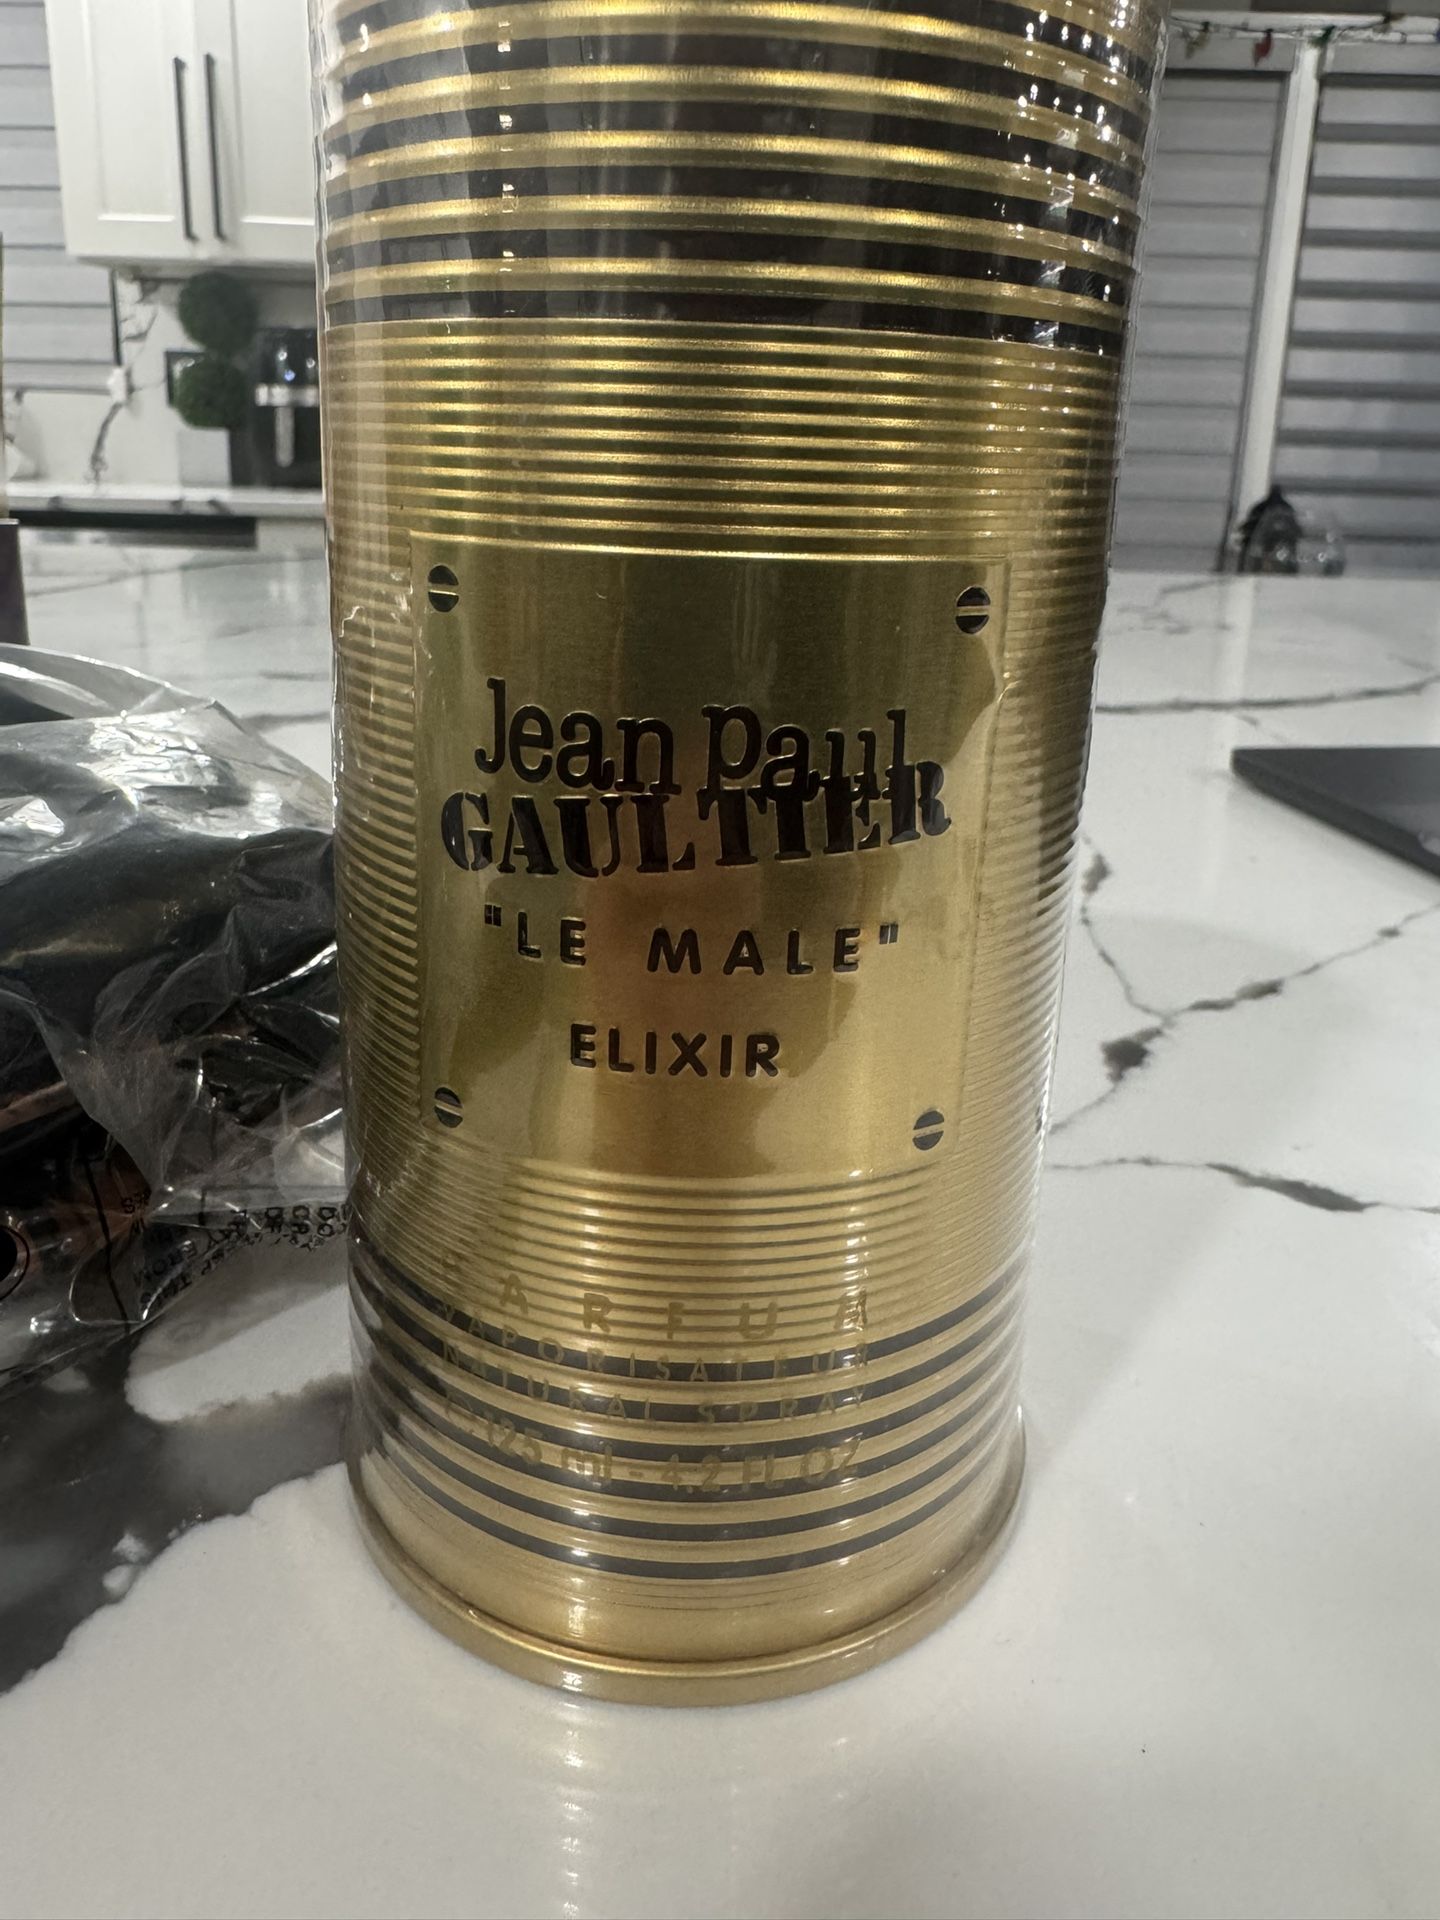 Jean Paul
GAULTIER
"LE MALE"
ELIXIR
PARFUM
VAPORISATEUR
NATURAL SPRAY
125 ml - 4.2 fl OZ